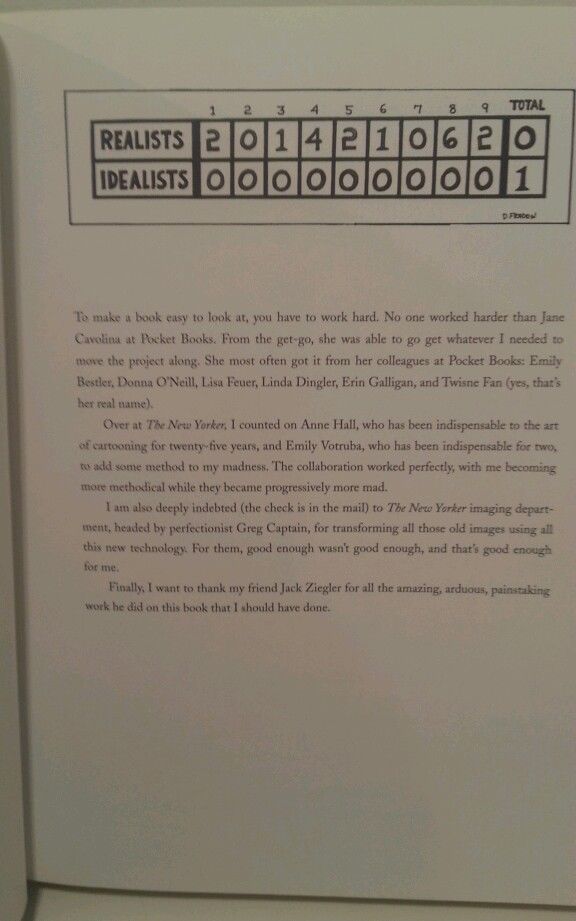 1 2 3 4 5 6 7 8 9 TOTAL
REALISTS 2 0 1 4 2 1 0 6 2 0
IDEALISTS 0 0 0 0 0 0 0 0 0 1
D. FRADON
To make a book easy to look at, you have to work hard. No one worked harder than Jane
Cavolina at Pocket Books. From the get-go, she was able to go get whatever I needed to
move the project along. She most often got it from her colleagues at Pocket Books: Emily
Bestler, Donna O'Neill, Lisa Feuer, Linda Dingler, Erin Galligan, and Twisne Fan (yes, that's
her real name).
Over at The New Yorker, I counted on Anne Hall, who has been indispensable to the art
of cartooning for twenty-five years, and Emily Votruba, who has been indispensable for two,
to add some method to my madness. The collaboration worked perfectly, with me becoming
more methodical while they became progressively more mad.
I am also deeply indebted (the check is in the mail) to The New Yorker imaging depart-
ment, headed by perfectionist Greg Captain, for transforming all those old images using all
this new technology. For them, good enough wasn't good enough, and that's good enough
for me.
Finally, I want to thank my friend Jack Ziegler for all the amazing, arduous, painstaking
work he did on this book that I should have done.